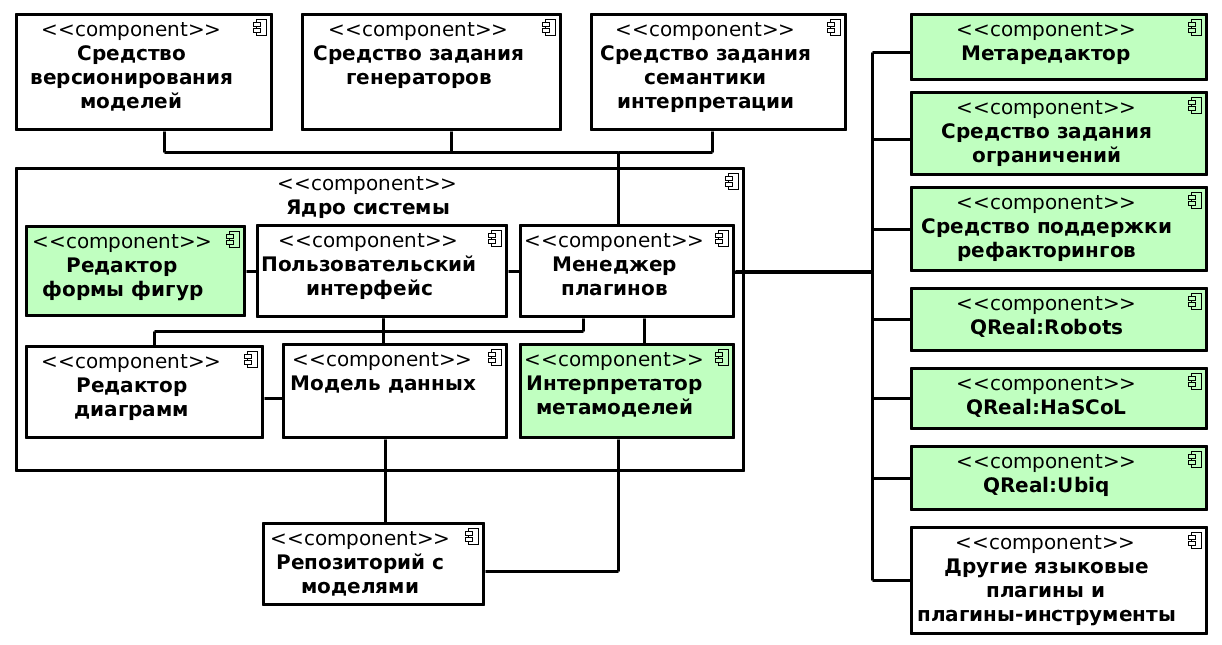 <<component>>
Средство
версионирования
моделей
<<component>>
Средство задания
генераторов
<<component>>
Средство задания
семантики
интерпретации
<<component>>
Ядро системы
<<component>>
Редактор
формы фигур
<<component>>
Пользовательский
интерфейс
<<component>>
Менеджер
плагинов
<<component>>
Редактор
диаграмм
<<component>>
Модель данных
<<component>>
Интерпретатор
метамоделей
<<component>>
Репозиторий с
моделями
<<component>>
Метаредактор
<<component>>
Средство задания
ограничений
<<component>>
Средство поддержки
рефакторингов
<<component>>
QReal:Robots
<<component>>
QReal:HaSCoL
<<component>>
QReal:Ubiq
<<component>>
Другие языковые
плагины и
плагины-инструменты